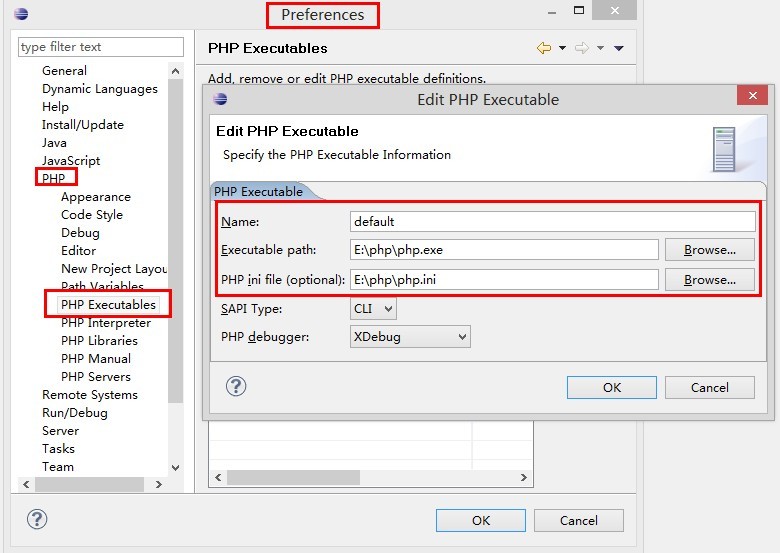 Preferences
type filter text
General
Dynamic Languages
Help
Install/Update
Java
JavaScript
PHP
Appearance
Code Style
Debug
Editor
New Project Layou
Path Variables
PHP Executables
PHP Interpreter
PHP Libraries
PHP Manual
PHP Servers
Remote Systems
Run/Debug
Server
Tasks
Team
PHP Executables
Add, remove or edit PHP executable definitions.
Edit PHP Executable
Edit PHP Executable
Specify the PHP Executable Information
PHP Executable
Name: default
Executable path: E:\php\php.exe Browse...
PHP ini file (optional): E:\php\php.ini Browse...
SAPI Type: CLI
PHP debugger: XDebug
OK Cancel
OK Cancel